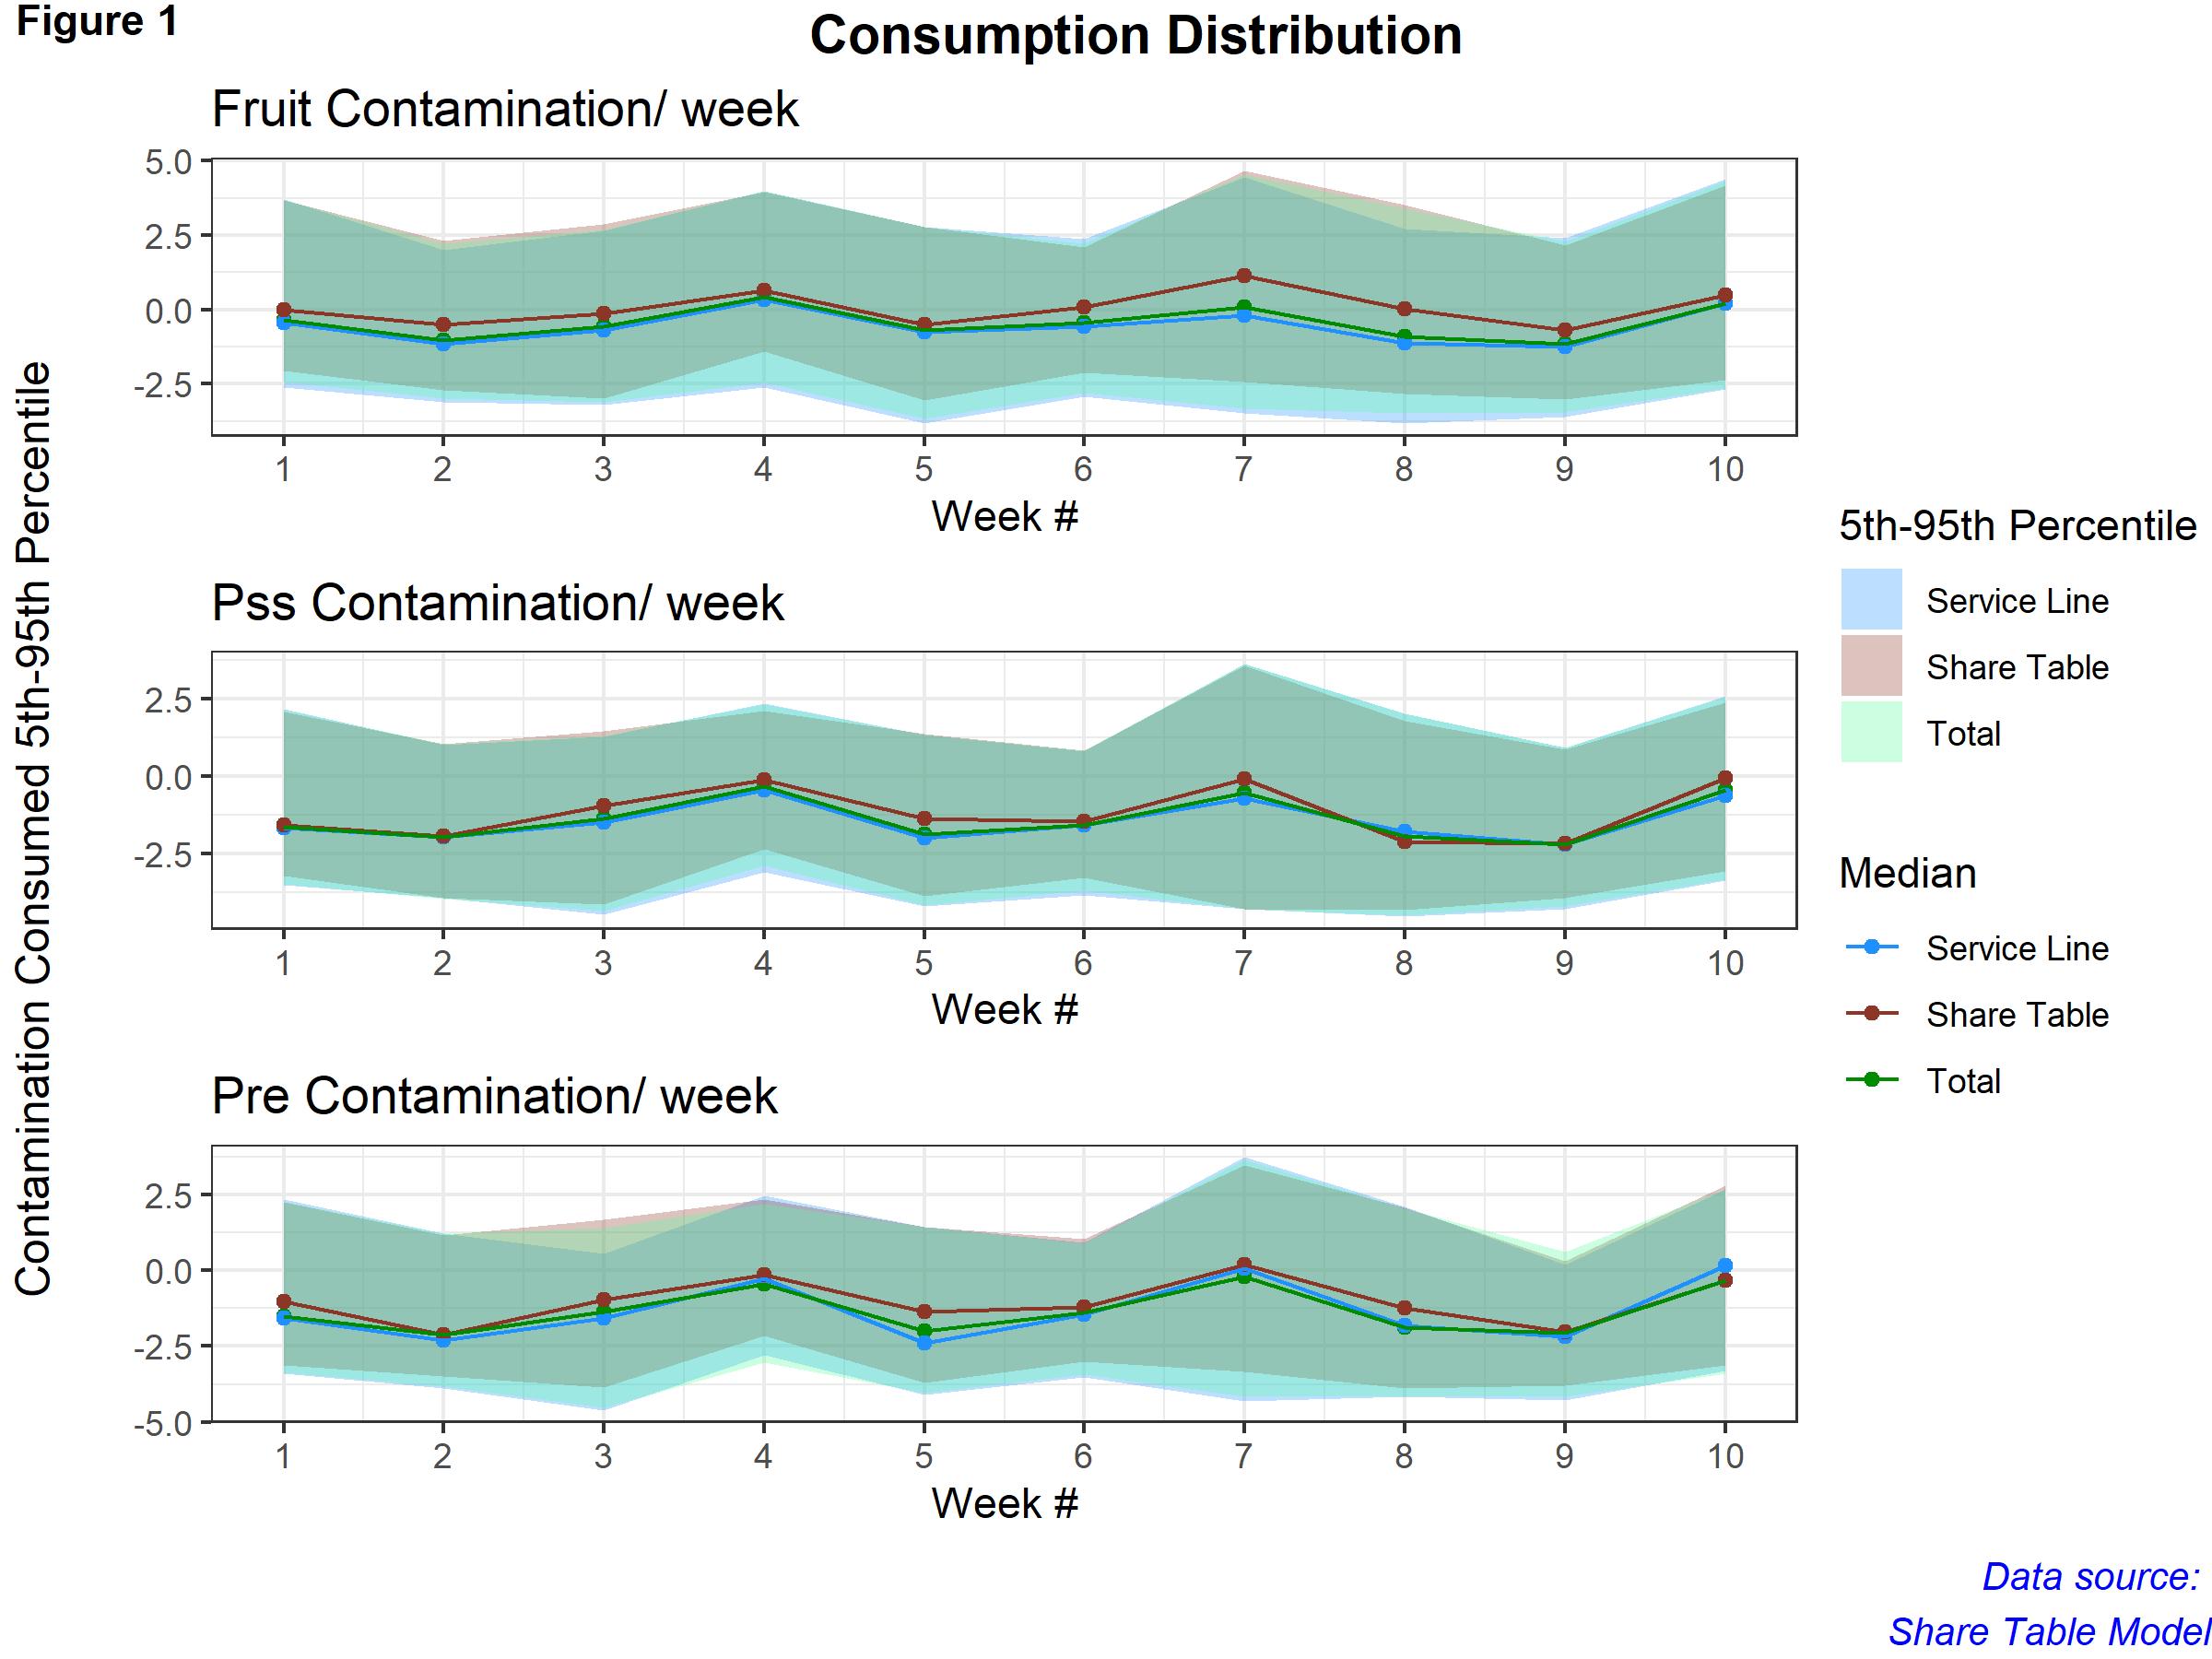 Figure 1
Consumption Distribution
Contamination Consumed 5th-95th Percentile
Fruit Contamination/ week
5.0
2.5
0.0
-2.5
1 2 3 4 5 6 7 8 9 10
Week #
Pss Contamination/ week
2.5
0.0
-2.5
1 2 3 4 5 6 7 8 9 10
Week #
Pre Contamination/ week
2.5
0.0
-2.5
-5.0
1 2 3 4 5 6 7 8 9 10
Week #
5th-95th Percentile
Service Line
Share Table
Total
Median
Service Line
Share Table
Total
Data source:
Share Table Model